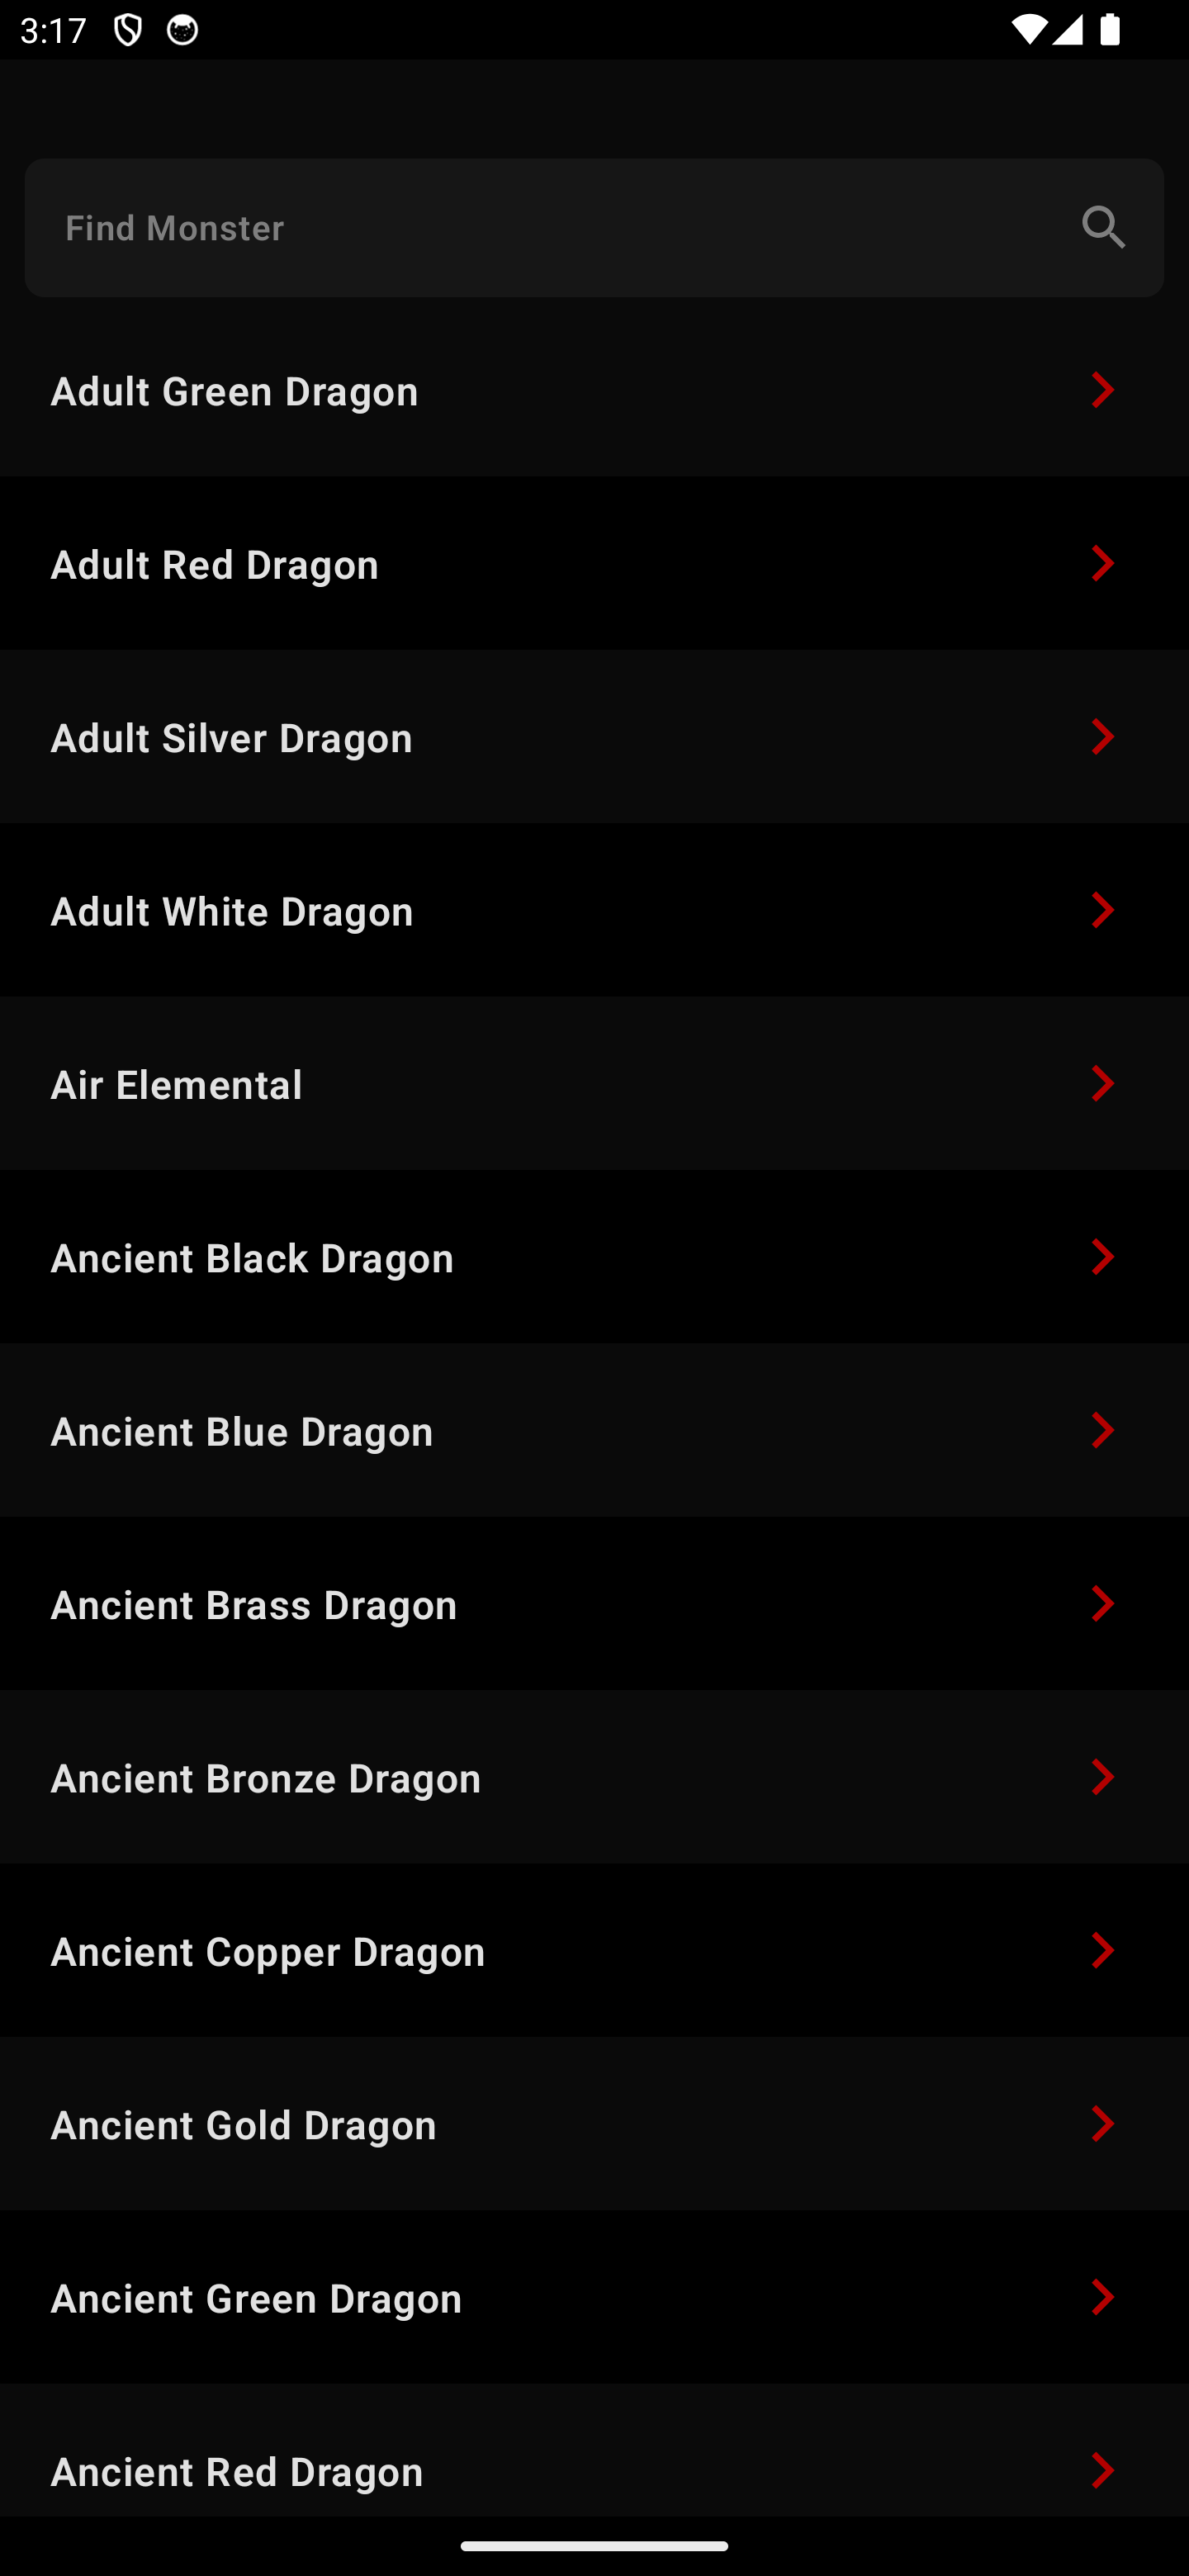 3:17
Find Monster
Adult Green Dragon
Adult Red Dragon
Adult Silver Dragon
Adult White Dragon
Air Elemental
Ancient Black Dragon
Ancient Blue Dragon
Ancient Brass Dragon
Ancient Bronze Dragon
Ancient Copper Dragon
Ancient Gold Dragon
Ancient Green Dragon
Ancient Red Dragon